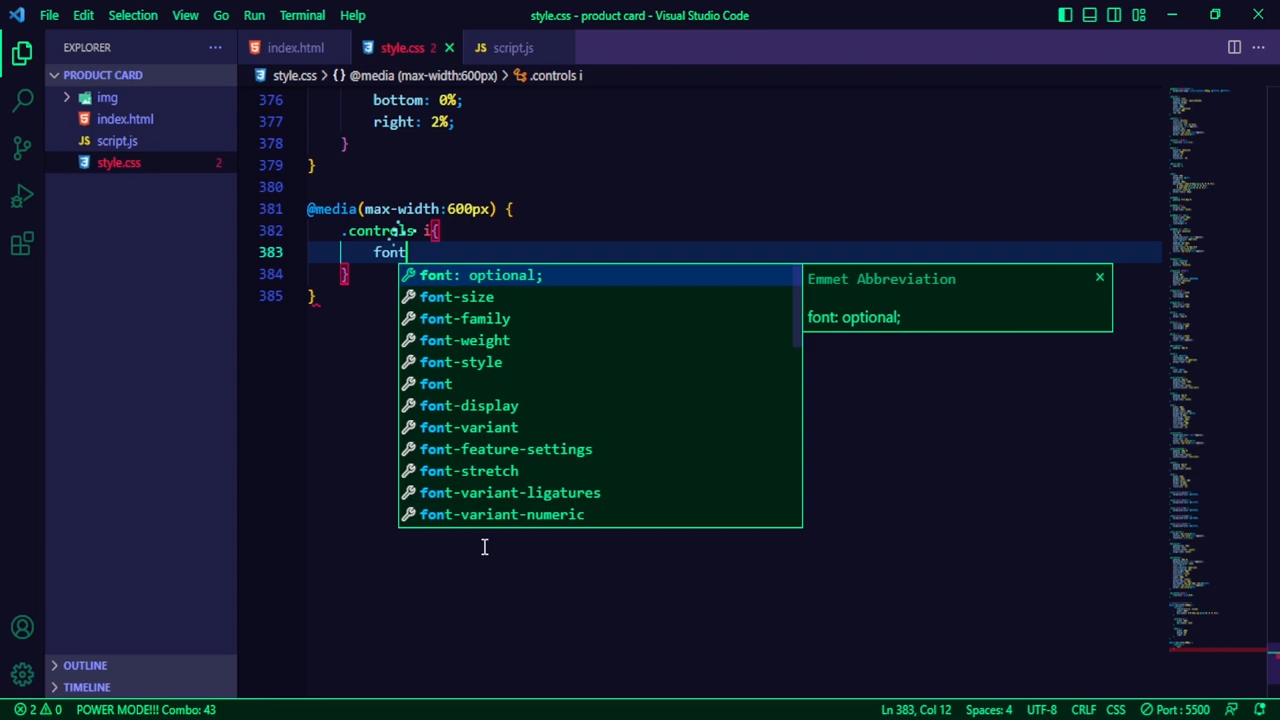 File Edit Selection View Go Run Terminal Help style.css - product card - Visual Studio Code
EXPLORER
PRODUCT CARD
img
index.html
JS script.js
style.css 2
OUTLINE
TIMELINE
index.html style.css 2 JS script.js
style.css > {} @media (max-width:600px) > .controls i
376 bottom: 0%;
377 right: 2%;
378 }
379 }
380
381 @media(max-width:600px) {
382 .controls i{
383 font
384 }
385 }
font: optional;
font-size
font-family
font-weight
font-style
font
font-display
font-variant
font-feature-settings
font-stretch
font-variant-ligatures
font-variant-numeric
Emmet Abbreviation
font: optional;
2 0 POWER MODE!!! Combo: 43 Ln 383, Col 12 Spaces: 4 UTF-8 CRLF CSS Port : 5500